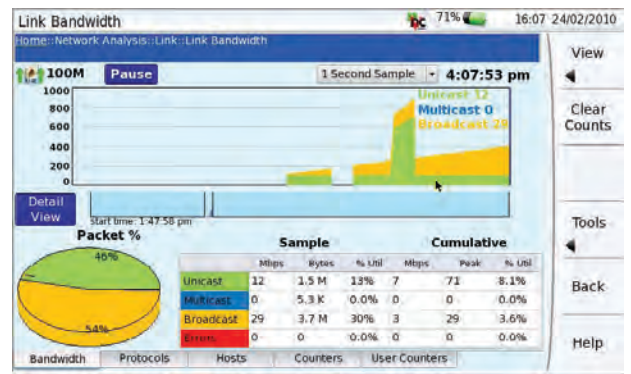 Link Bandwidth
DC 71% 16:07 24/02/2010
Home::Network Analysis::Link::Link Bandwidth
View
100M Pause 1 Second Sample 4:07:53 pm
Clear Counts
1000
800
600
400
200
0
Unicast 12
Multicast 0
Broadcast 29
Detail View
Start time: 1:47:58 pm
Tools
Packet %
46%
54%
Sample Cumulative
Mbps Bytes % Util Mbps Peak % Util
Unicast 12 1.5 M 13% 7 71 8.1%
Multicast 0 5.3 K 0.0% 0 0 0.0%
Broadcast 29 3.7 M 30% 3 29 3.6%
Errors 0 0 0.0% 0 0 0.0%
Back
Help
Bandwidth Protocols Hosts Counters User Counters